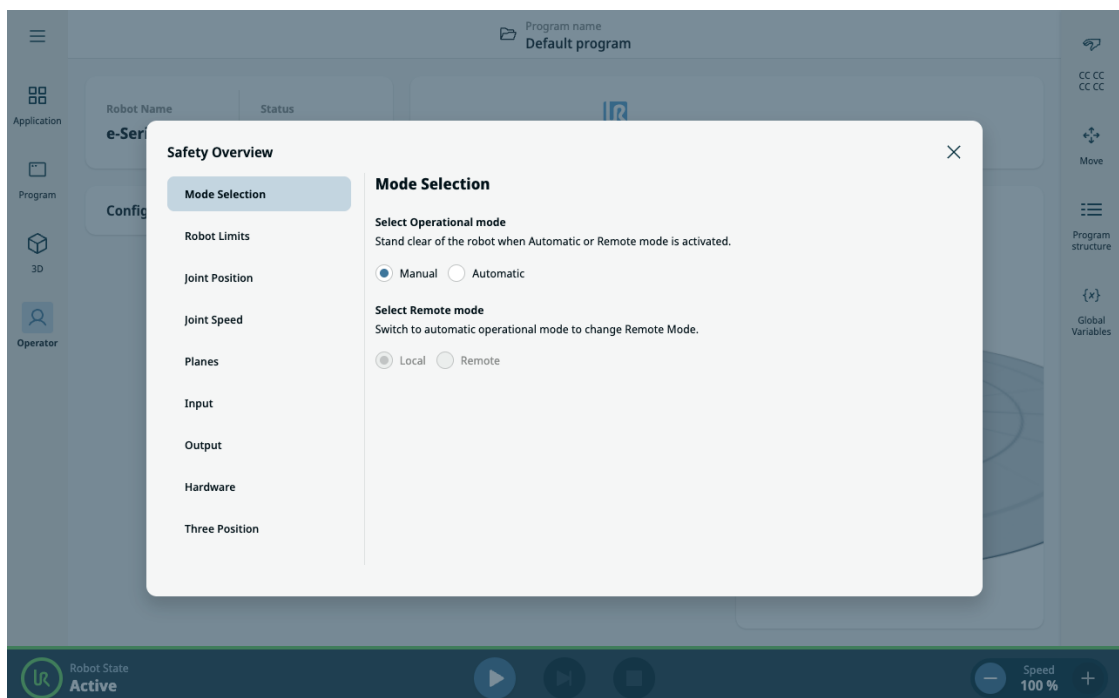 Program name
Default program
CC CC
CC CC
Application
Robot Name
Status
e-Seri
Move
Safety Overview
Mode Selection
Mode Selection
Program
Config
Select Operational mode
Stand clear of the robot when Automatic or Remote mode is activated.
Robot Limits
Program
structure
3D
Joint Position
Manual Automatic
Select Remote mode
Joint Speed
Switch to automatic operational mode to change Remote Mode.
{x}
Global
Variables
Operator
Planes
Local Remote
Input
Output
Hardware
Three Position
Robot State
Active
Speed
100 %